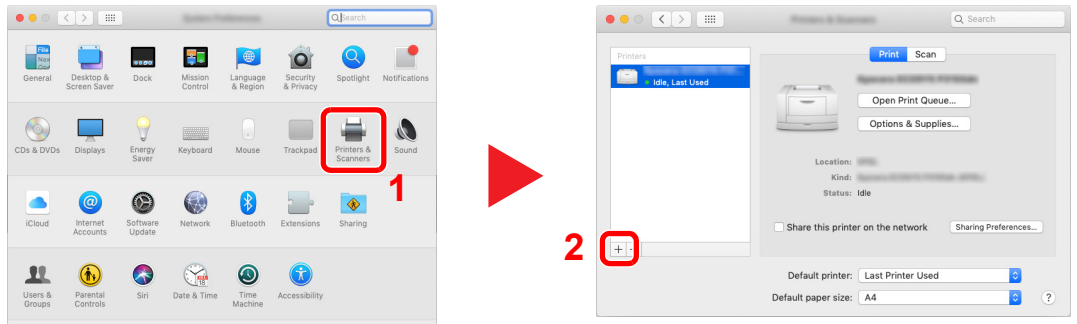 Search
General
Desktop &
Screen Saver
Dock
Mission
Control
Language
& Region
Security
& Privacy
Spotlight
Notifications
CDs & DVDs
Displays
Energy
Saver
Keyboard
Mouse
Trackpad
Printers &
Scanners
Sound
1
iCloud
Internet
Accounts
Software
Update
Network
Bluetooth
Extensions
Sharing
Users &
Groups
Parental
Controls
Siri
Date & Time
Time
Machine
Accessibility
Search
Printers
Idle, Last Used
Print
Scan
Open Print Queue...
Options & Supplies...
Location:
Kind:
Status: Idle
Share this printer on the network
Sharing Preferences...
2
+ -
Default printer: Last Printer Used
Default paper size: A4
?